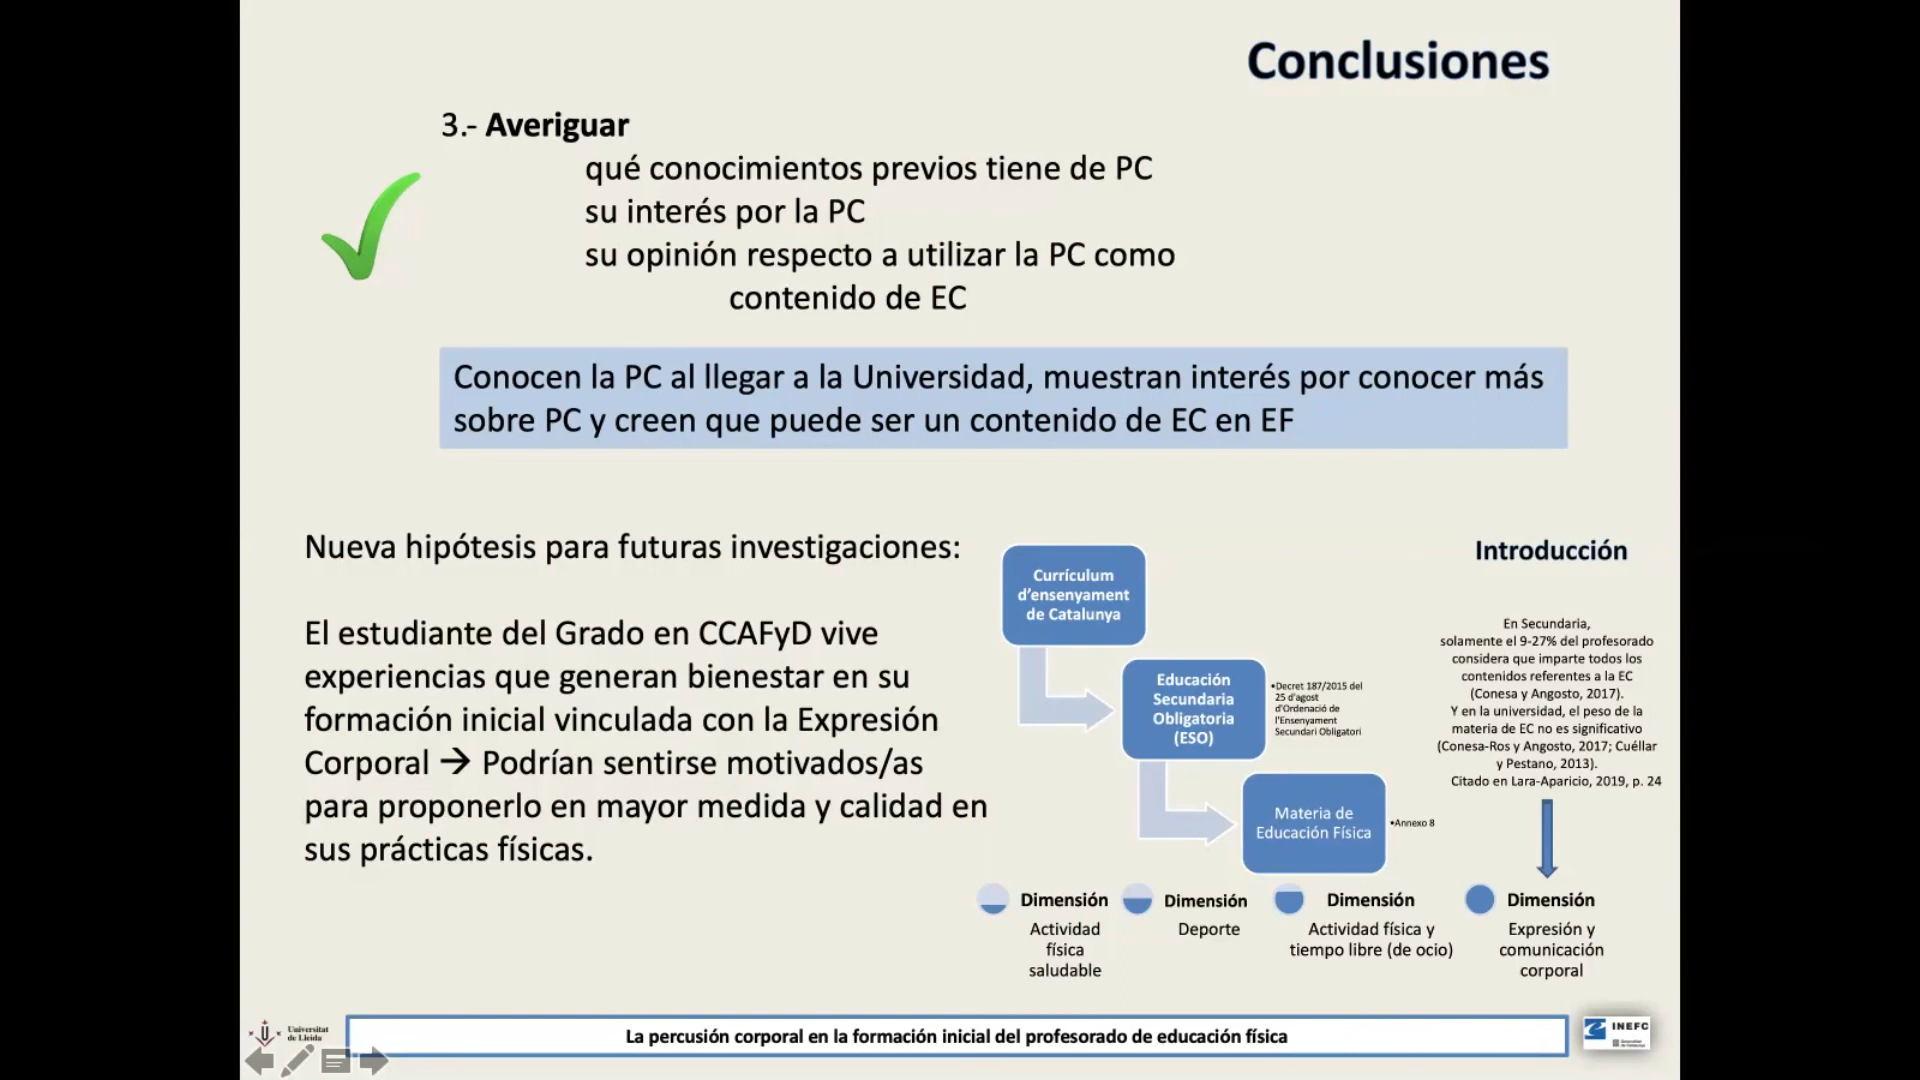 Conclusiones
3.- Averiguar
qué conocimientos previos tiene de PC
su interés por la PC
su opinión respecto a utilizar la PC como
contenido de EC
Conocen la PC al llegar a la Universidad, muestran interés por conocer más
sobre PC y creen que puede ser un contenido de EC en EF
Nueva hipótesis para futuras investigaciones:
El estudiante del Grado en CCAFyD vive
experiencias que generan bienestar en su
formación inicial vinculada con la Expresión
Corporal → Podrían sentirse motivados/as
para proponerlo en mayor medida y calidad en
sus prácticas físicas.
Currículum
d'ensenyament
de Catalunya
Educación
Secundaria
Obligatoria
(ESO)
•Decret 187/2015 del
25 d'agost
d'Ordenació de
l'Ensenyament
Secundari Obligatori
Materia de
Educación Física
•Annexo 8
Introducción
En Secundaria,
solamente el 9-27% del profesorado
considera que imparte todos los
contenidos referentes a la EC
(Conesa y Angosto, 2017).
Y en la universidad, el peso de la
materia de EC no es significativo
(Conesa-Ros y Angosto, 2017; Cuéllar
y Pestano, 2013).
Citado en Lara-Aparicio, 2019, p. 24
Dimensión
Actividad
física
saludable
Dimensión
Deporte
Dimensión
Actividad física y
tiempo libre (de ocio)
Dimensión
Expresión y
comunicación
corporal
Universitat
de Lleida
La percusión corporal en la formación inicial del profesorado de educación física
INEFC